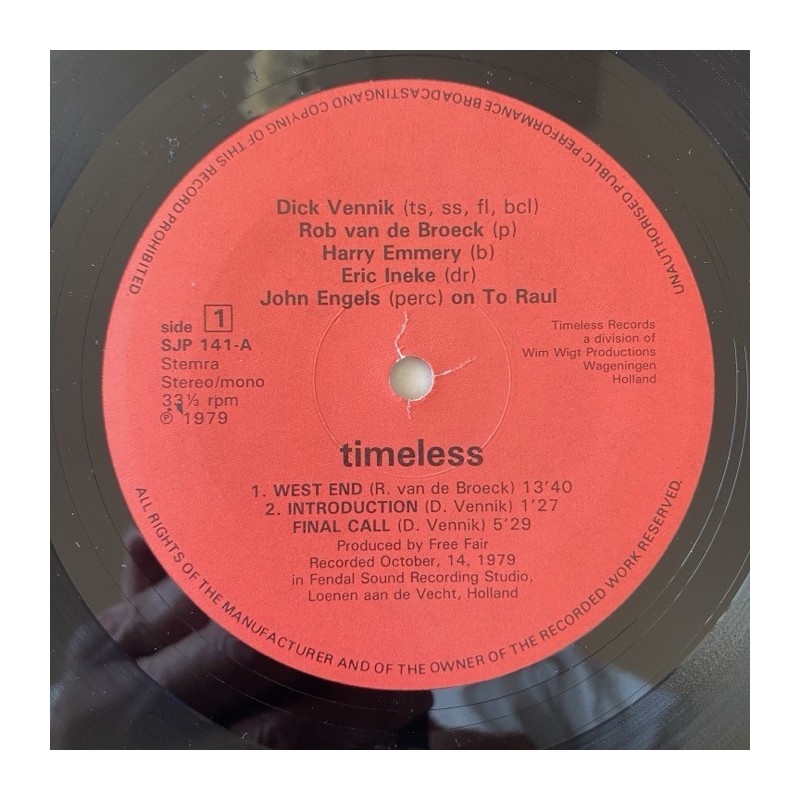 UNAUTHORISED PUBLIC PERFORMANCE BROADCASTING AND COPYING OF THIS RECORD PROHIBITED.
Dick Vennik (ts, ss, fl, bcl)
Rob van de Broeck (p)
Harry Emmery (b)
Eric Ineke (dr)
John Engels (perc) on To Raul
side 1
SJP 141-A
Stemra
Stereo/mono
33⅓ rpm
℗ 1979
Timeless Records
a division of
Wim Wigt Productions
Wageningen
Holland
timeless
1. WEST END (R. van de Broeck) 13'40
2. INTRODUCTION (D. Vennik) 1'27
FINAL CALL (D. Vennik) 5'29
Produced by Free Fair
Recorded October, 14, 1979
in Fendal Sound Recording Studio,
Loenen aan de Vecht, Holland
ALL RIGHTS OF THE MANUFACTURER AND OF THE OWNER OF THE RECORDED WORK RESERVED.